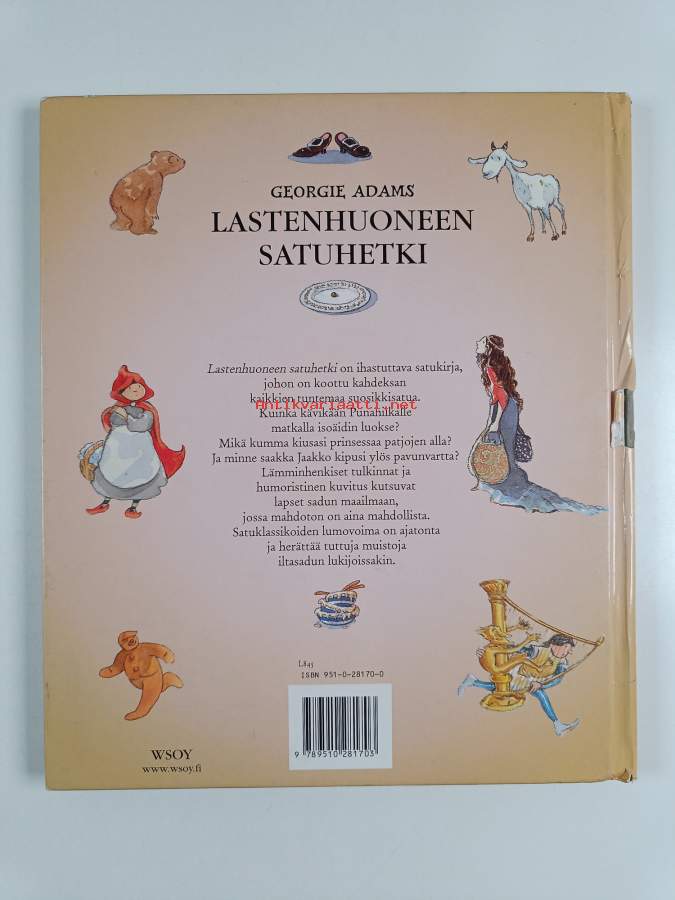 GEORGIE ADAMS
LASTENHUONEEN
SATUHETKI
Lastenhuoneen satuhetki on ihastuttava satukirja,
johon on koottu kahdeksan
kaikkien tuntemaa suosikkisatua.
Antikvariaatti.net
Kuinka kävikään Punahilkalle
matkalla isoäidin luokse?
Mikä kumma kiusasi prinsessaa patjojen alla?
Ja minne saakka Jaakko kipusi ylös pavunvartta?
Lämminhenkiset tulkinnat ja
humoristinen kuvitus kutsuvat
lapset sadun maailmaan,
jossa mahdoton on aina mahdollista.
Satuklassikoiden lumovoima on ajatonta
ja herättää tuttuja muistoja
iltasadun lukijoissakin.
L845
ISBN 951-0-28170-0
9 789510 281703
WSOY
www.wsoy.fi